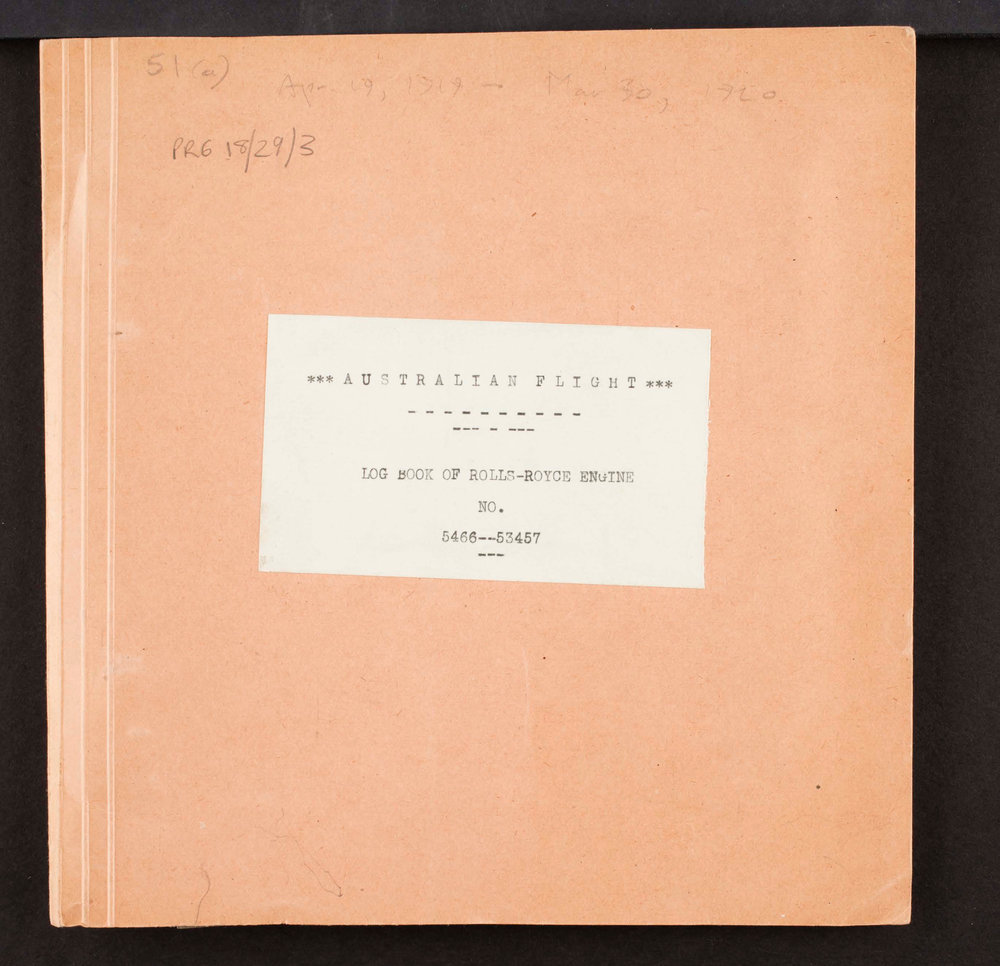 51(a)
Apr 19, 1919 – Mar 30, 1920
PRG 18/29/3
*** AUSTRALIAN FLIGHT ***
LOG BOOK OF ROLLS-ROYCE ENGINE
NO.
5466--53457